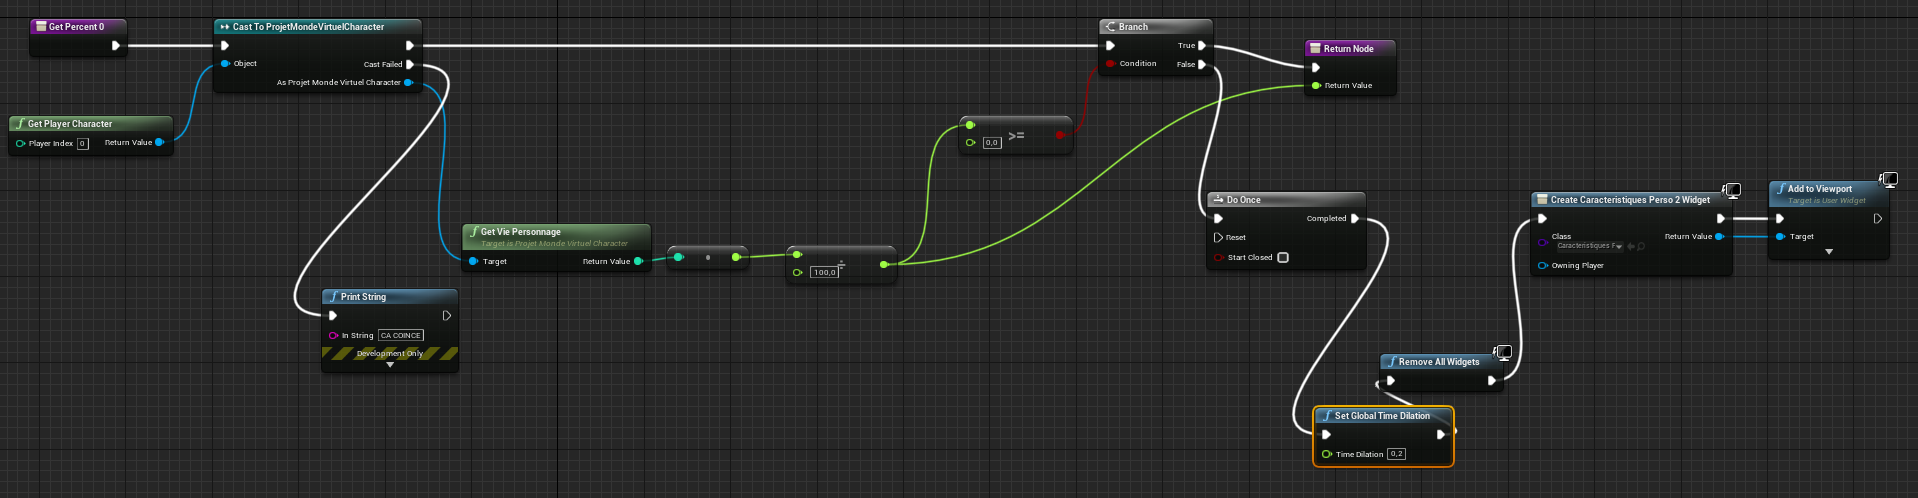 Get Percent 0
Cast To ProjetMondeVirtuelCharacter
Object
Cast Failed
As Projet Monde Virtuel Character
Get Player Character
Player Index 0
Return Value
Branch
True
Condition
False
Return Node
Return Value
0,0
>=
Get Vie Personnage
Target is Projet Monde Virtuel Character
Target
Return Value
100,0
÷
Print String
In String CA COINCE
Development Only
Do Once
Completed
Reset
Start Closed
Create Caracteristiques Perso 2 Widget
Class
Caracteristiques
Return Value
Owning Player
Add to Viewport
Target is User Widget
Target
Remove All Widgets
Set Global Time Dilation
Time Dilation 0,2